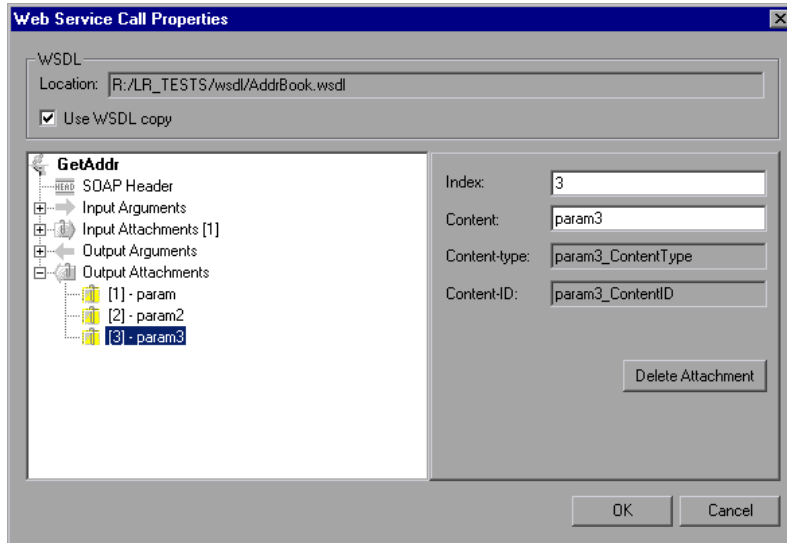 Web Service Call Properties
WSDL
Location: R:/LR_TESTS/wsdl/AddrBook.wsdl
Use WSDL copy
GetAddr
HEAD SOAP Header
Input Arguments
Input Attachments [1]
Output Arguments
Output Attachments
[1] - param
[2] - param2
[3] - param3
Index: 3
Content: param3
Content-type: param3_ContentType
Content-ID: param3_ContentID
Delete Attachment
OK Cancel